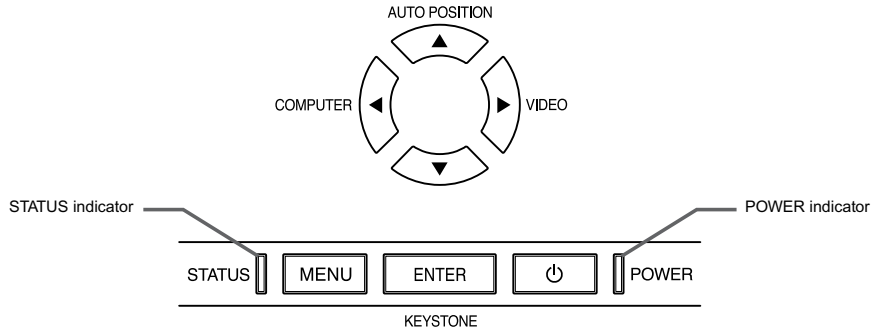 AUTO POSITION
COMPUTER
VIDEO
STATUS indicator
POWER indicator
STATUS
MENU
ENTER
POWER
KEYSTONE